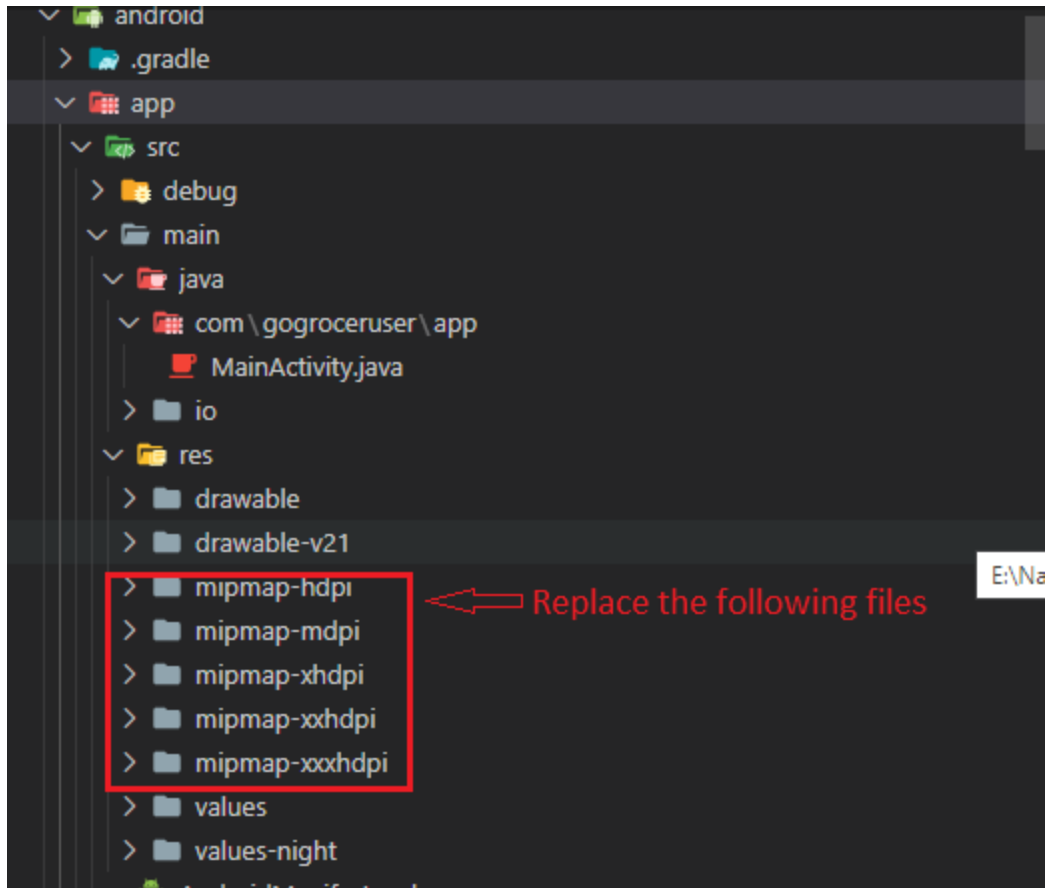 android
.gradle
app
src
debug
main
java
com\gogroceruser\app
MainActivity.java
io
res
drawable
drawable-v21
E:\Na
mipmap-hdpi
Replace the following files
mipmap-mdpi
mipmap-xhdpi
mipmap-xxhdpi
mipmap-xxxhdpi
values
values-night